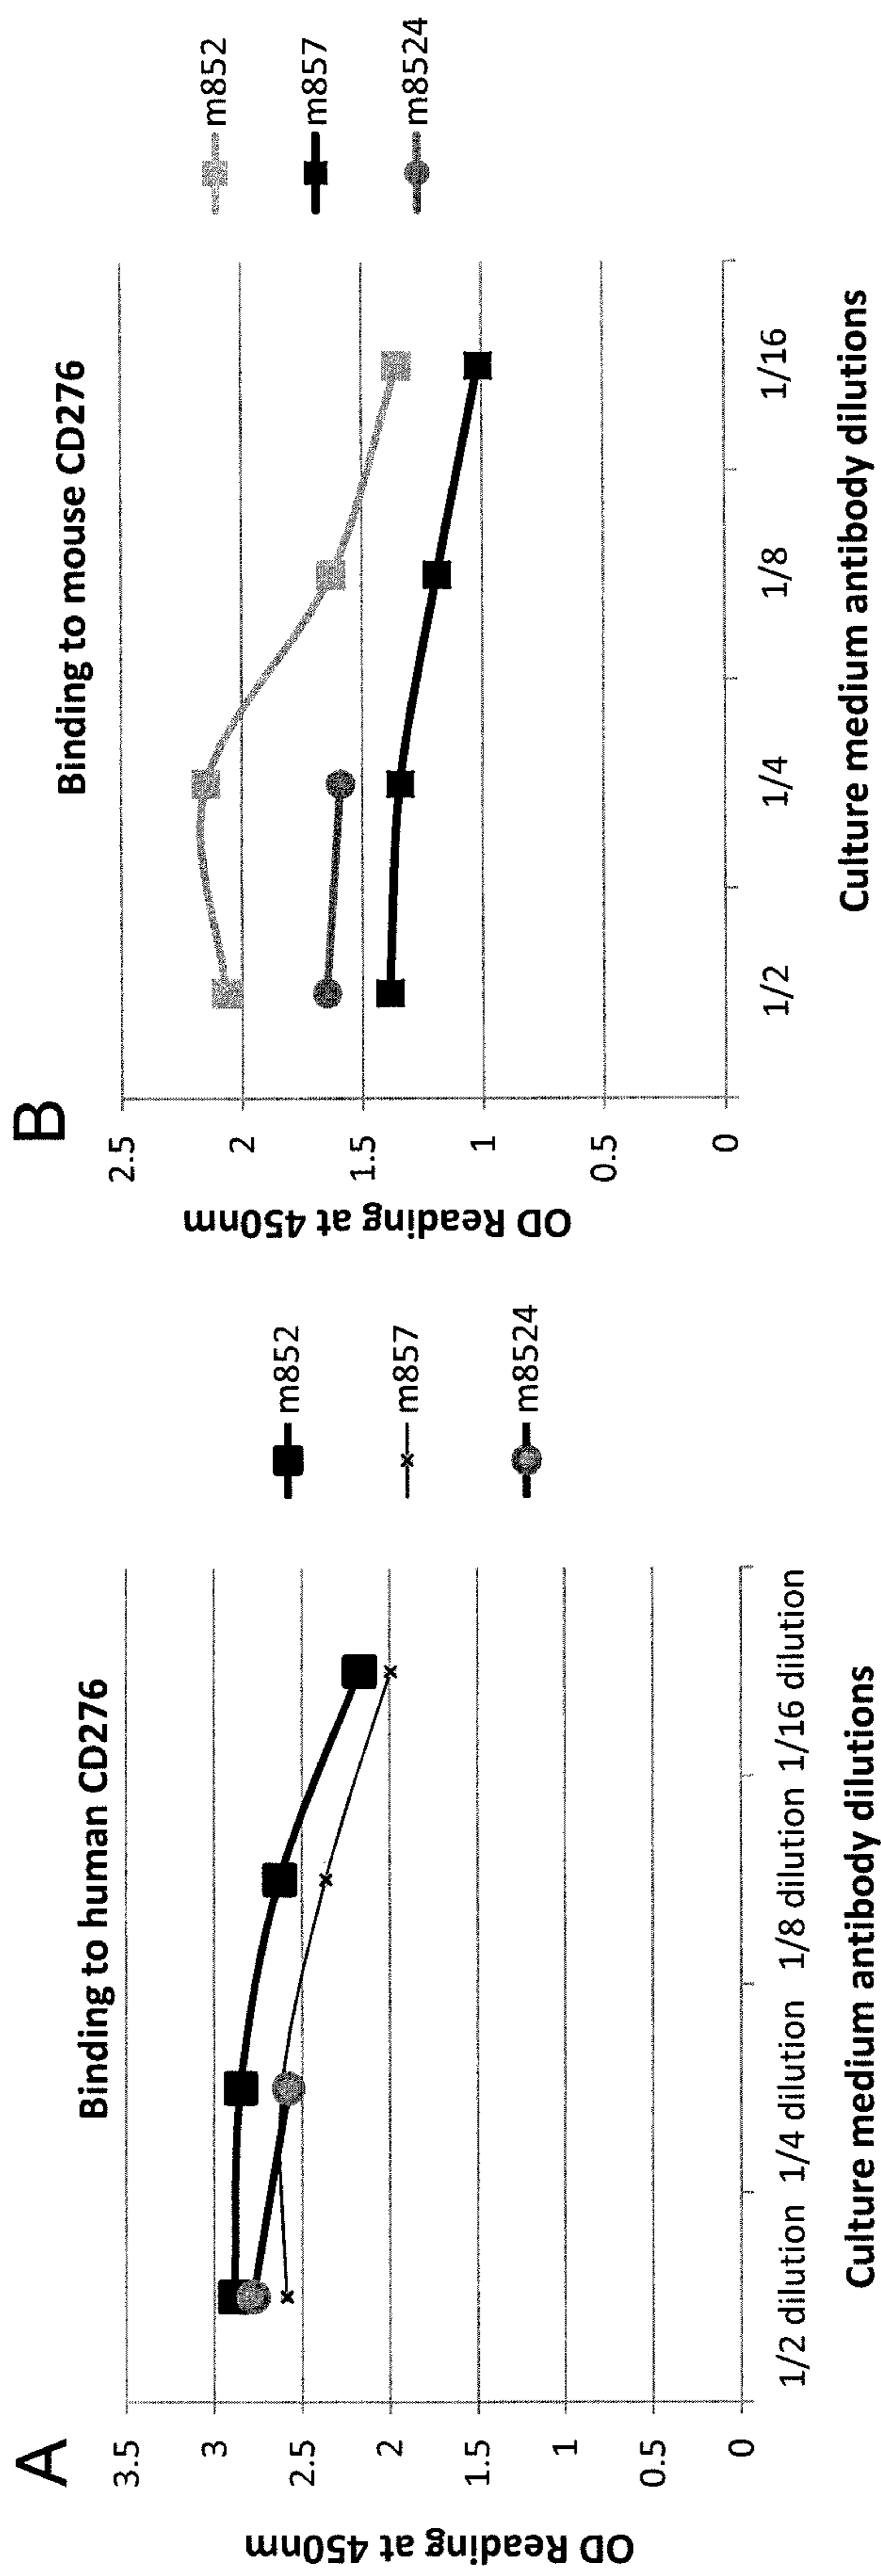 A
Binding to human CD276
OD Reading at 450nm
3.5
3
2.5
2
1.5
1
0.5
0
1/2 dilution 1/4 dilution 1/8 dilution 1/16 dilution
Culture medium antibody dilutions
m852
m857
m8524
B
Binding to mouse CD276
OD Reading at 450nm
2.5
2
1.5
1
0.5
0
1/2 1/4 1/8 1/16
Culture medium antibody dilutions
m852
m857
m8524